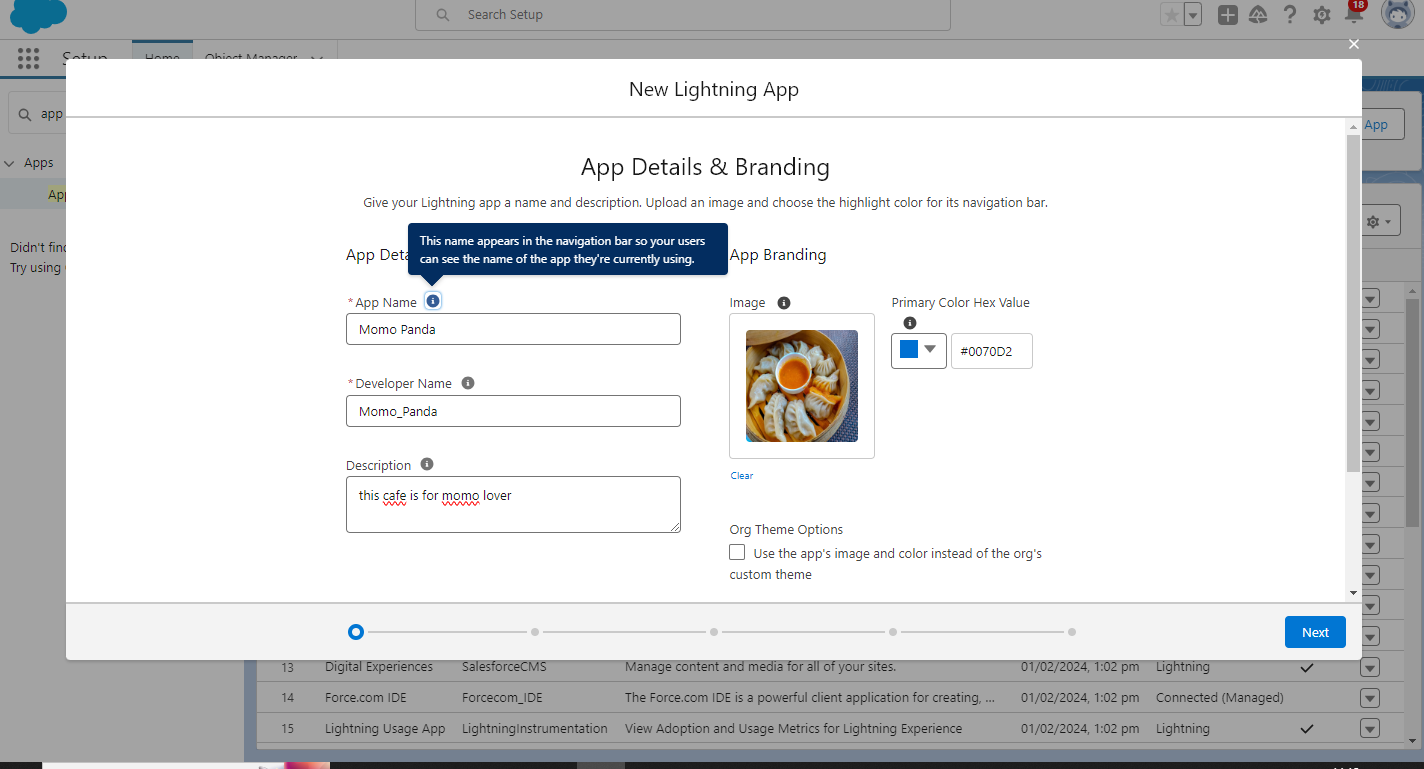 Search Setup
18
Setup
Home
Object Manager
New Lightning App
app
App
Apps
App Details & Branding
Give your Lightning app a name and description. Upload an image and choose the highlight color for its navigation bar.
This name appears in the navigation bar so your users
can see the name of the app they're currently using.
App Deta
App Branding
Didn't find
Try using
* App Name
Image
Primary Color Hex Value
Momo Panda
#0070D2
* Developer Name
Momo_Panda
Description
this cafe is for momo lover
Clear
Org Theme Options
Use the app's image and color instead of the org's
custom theme
Next
13 Digital Experiences SalesforceCMS Manage content and media for all of your sites. 01/02/2024, 1:02 pm Lightning
14 Force.com IDE Forcecom_IDE The Force.com IDE is a powerful client application for creating, ... 01/02/2024, 1:02 pm Connected (Managed)
15 Lightning Usage App LightningInstrumentation View Adoption and Usage Metrics for Lightning Experience 01/02/2024, 1:02 pm Lightning